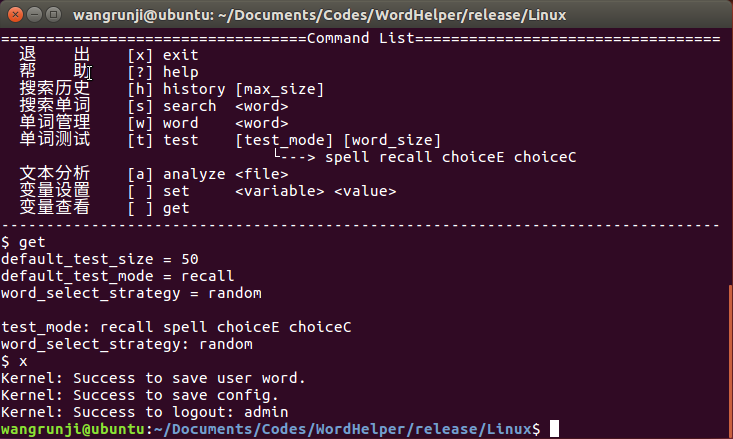 wangrunji@ubuntu: ~/Documents/Codes/WordHelper/release/Linux
==================================Command List==================================
退 出 [x] exit
帮 助 [?] help
搜索历史 [h] history [max_size]
搜索单词 [s] search <word>
单词管理 [w] word <word>
单词测试 [t] test [test_mode] [word_size]
└---> spell recall choiceE choiceC
文本分析 [a] analyze <file>
变量设置 [ ] set <variable> <value>
变量查看 [ ] get
--------------------------------------------------------------------------------
$ get
default_test_size = 50
default_test_mode = recall
word_select_strategy = random
test_mode: recall spell choiceE choiceC
word_select_strategy: random
$ x
Kernel: Success to save user word.
Kernel: Success to save config.
Kernel: Success to logout: admin
wangrunji@ubuntu:~/Documents/Codes/WordHelper/release/Linux$